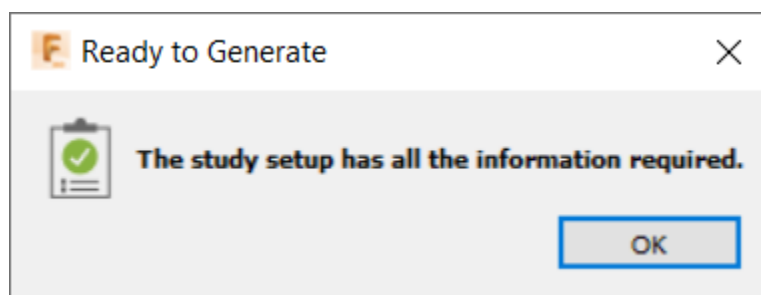 Ready to Generate
The study setup has all the information required.
OK